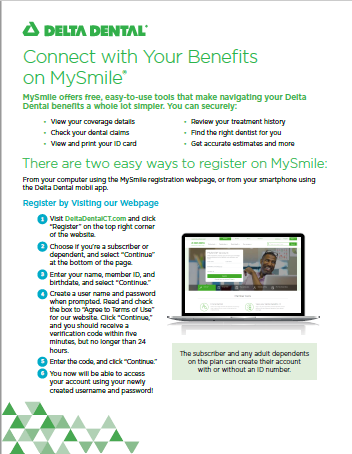 DELTA DENTAL®
Connect with Your Benefits
on MySmile®
MySmile offers free, easy-to-use tools that make navigating your Delta
Dental benefits a whole lot simpler. You can securely:
• View your coverage details
• Check your dental claims
• View and print your ID card
• Review your treatment history
• Find the right dentist for you
• Get accurate estimates and more
There are two easy ways to register on MySmile:
From your computer using the MySmile registration webpage, or from your smartphone using
the Delta Dental mobil app.
Register by Visiting our Webpage
1 Visit DeltaDentalCT.com and click
"Register" on the top right corner
of the website.
2 Choose if you're a subscriber or
dependent, and select "Continue"
at the bottom of the page.
3 Enter your name, member ID, and
birthdate, and select "Continue."
4 Create a user name and password
when prompted. Read and check
the box to "Agree to Terms of Use"
for our website. Click "Continue,"
and you should receive a
verification code within five
minutes, but no longer than 24
hours.
5 Enter the code, and click "Continue."
6 You now will be able to access
your account using your newly
created username and password!
The subscriber and any adult dependents
on the plan can create their account
with or without an ID number.